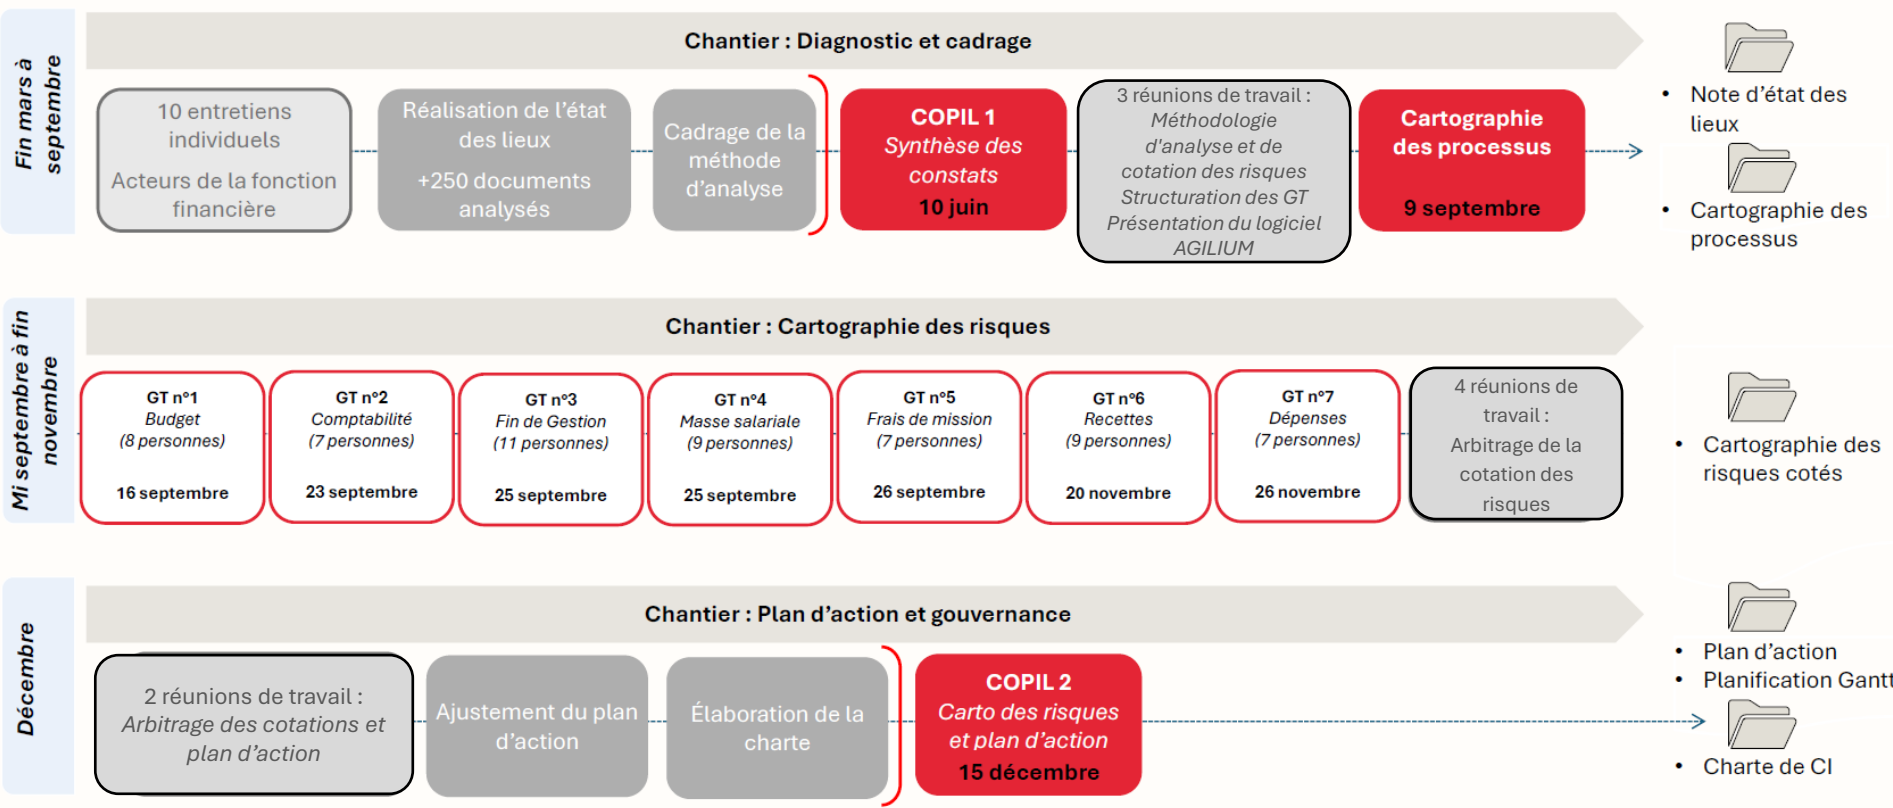 Fin mars à
septembre
Chantier : Diagnostic et cadrage
10 entretiens
individuels
Acteurs de la fonction
financière
Réalisation de l'état
des lieux
+250 documents
analysés
Cadrage de la
méthode
d'analyse
COPIL 1
Synthèse des
constats
10 juin
3 réunions de travail :
Méthodologie
d'analyse et de
cotation des risques
Structuration des GT
Présentation du logiciel
AGILIUM
Cartographie
des processus
9 septembre
• Note d'état des
lieux
• Cartographie des
processus
Mi septembre à fin
novembre
Chantier : Cartographie des risques
GT n°1
Budget
(8 personnes)
16 septembre
GT n°2
Comptabilité
(7 personnes)
23 septembre
GT n°3
Fin de Gestion
(11 personnes)
25 septembre
GT n°4
Masse salariale
(9 personnes)
25 septembre
GT n°5
Frais de mission
(7 personnes)
26 septembre
GT n°6
Recettes
(9 personnes)
20 novembre
GT n°7
Dépenses
(7 personnes)
26 novembre
4 réunions de
travail :
Arbitrage de la
cotation des
risques
• Cartographie des
risques cotés
Décembre
Chantier : Plan d'action et gouvernance
2 réunions de travail :
Arbitrage des cotations et
plan d'action
Ajustement du plan
d'action
Élaboration de la
charte
COPIL 2
Carto des risques
et plan d'action
15 décembre
• Plan d'action
• Planification Gantt
• Charte de CI